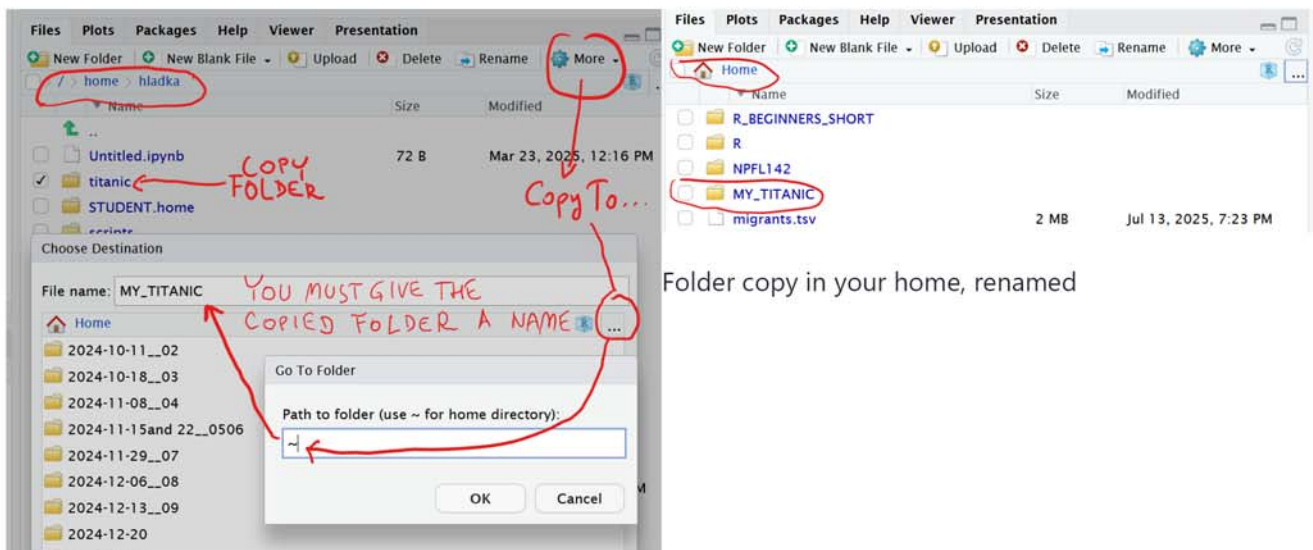 Files Plots Packages Help Viewer Presentation
New Folder New Blank File Upload Delete Rename More
/ home hladka
Name Size Modified
..
Untitled.ipynb 72 B Mar 23, 2025, 12:16 PM
titanic
COPY
FOLDER
STUDENT.home
scripts
Copy To...
Choose Destination
File name: MY_TITANIC
YOU MUST GIVE THE
COPIED FOLDER A NAME
Home ...
2024-10-11__02
2024-10-18__03
2024-11-08__04
2024-11-15and 22__0506
2024-11-29__07
2024-12-06__08
2024-12-13__09
2024-12-20
Go To Folder
Path to folder (use ~ for home directory):
~
OK Cancel
Files Plots Packages Help Viewer Presentation
New Folder New Blank File Upload Delete Rename More
Home ...
Name Size Modified
R_BEGINNERS_SHORT
R
NPFL142
MY_TITANIC
migrants.tsv 2 MB Jul 13, 2025, 7:23 PM
Folder copy in your home, renamed